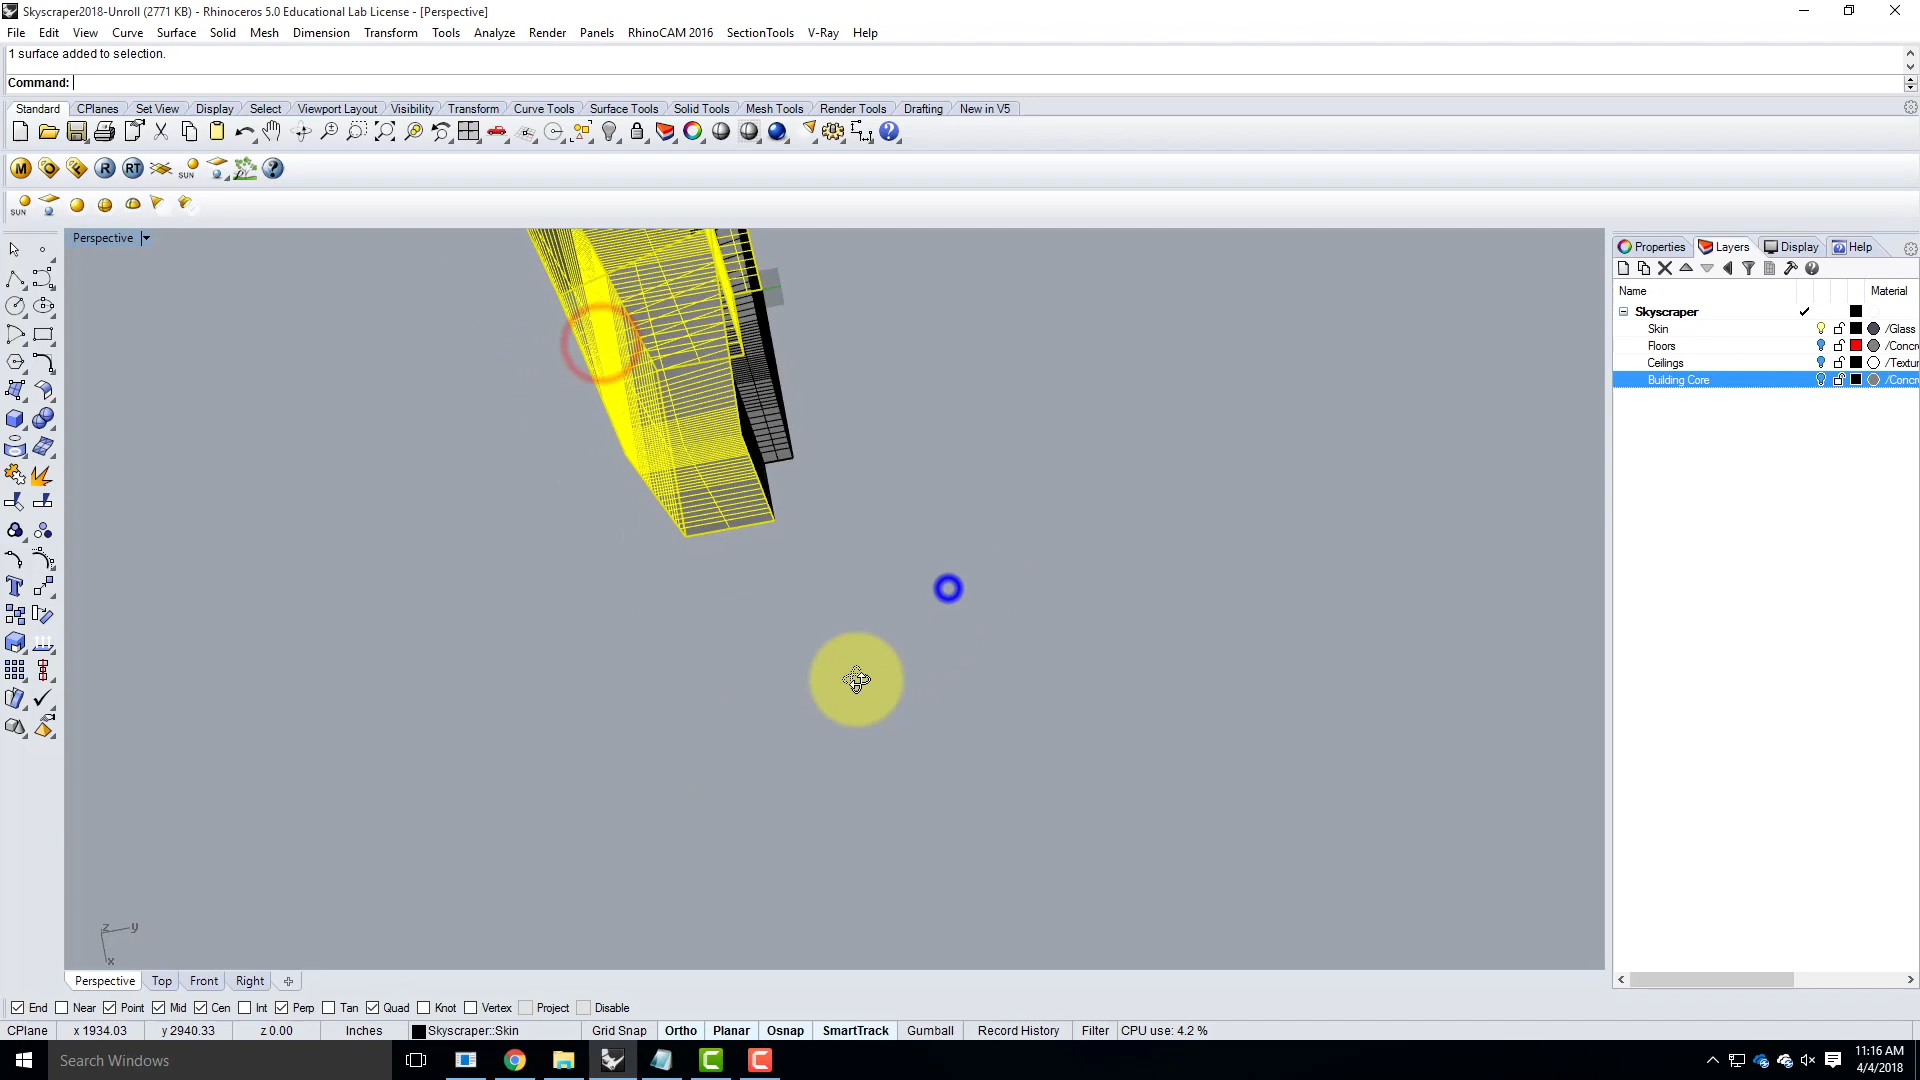 Skyscraper2018-Unroll (2771 KB) - Rhinoceros 5.0 Educational Lab License - [Perspective]
File Edit View Curve Surface Solid Mesh Dimension Transform Tools Analyze Render Panels RhinoCAM 2016 SectionTools V-Ray Help
1 surface added to selection.
Command:
Standard CPlanes Set View Display Select Viewport Layout Visibility Transform Curve Tools Surface Tools Solid Tools Mesh Tools Render Tools Drafting New in V5
M O F R RT SUN
SUN
Perspective
Properties Layers Display Help
Name Material
Skyscraper
Skin /Glass
Floors /Concr
Ceilings /Textur
Building Core /Concr
z y
x
Perspective Top Front Right
End Near Point Mid Cen Int Perp Tan Quad Knot Vertex Project Disable
CPlane x 1934.03 y 2940.33 z 0.00 Inches Skyscraper::Skin Grid Snap Ortho Planar Osnap SmartTrack Gumball Record History Filter CPU use: 4.2 %
Search Windows
11:16 AM
4/4/2018